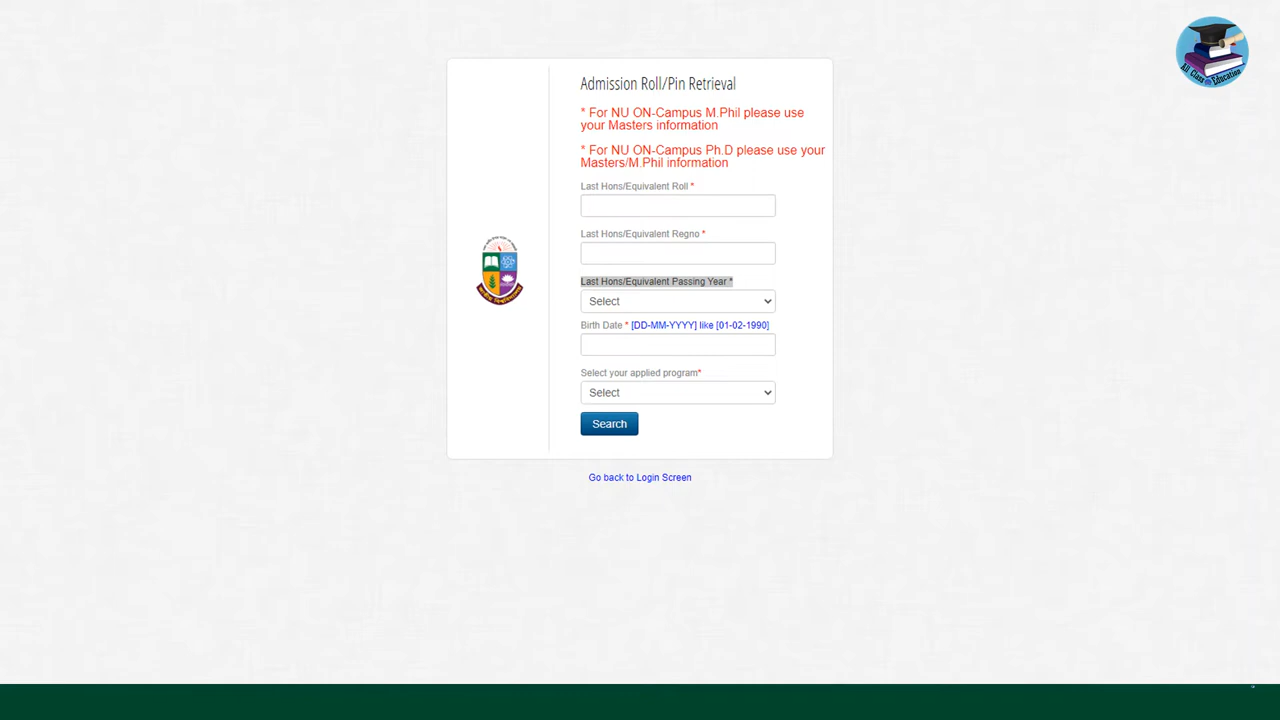 All Class Education
Admission Roll/Pin Retrieval
* For NU ON-Campus M.Phil please use
your Masters information
* For NU ON-Campus Ph.D please use your
Masters/M.Phil information
Last Hons/Equivalent Roll *
Last Hons/Equivalent Regno *
Last Hons/Equivalent Passing Year *
Select
Birth Date * [DD-MM-YYYY] like [01-02-1990]
Select your applied program*
Select
Search
Go back to Login Screen